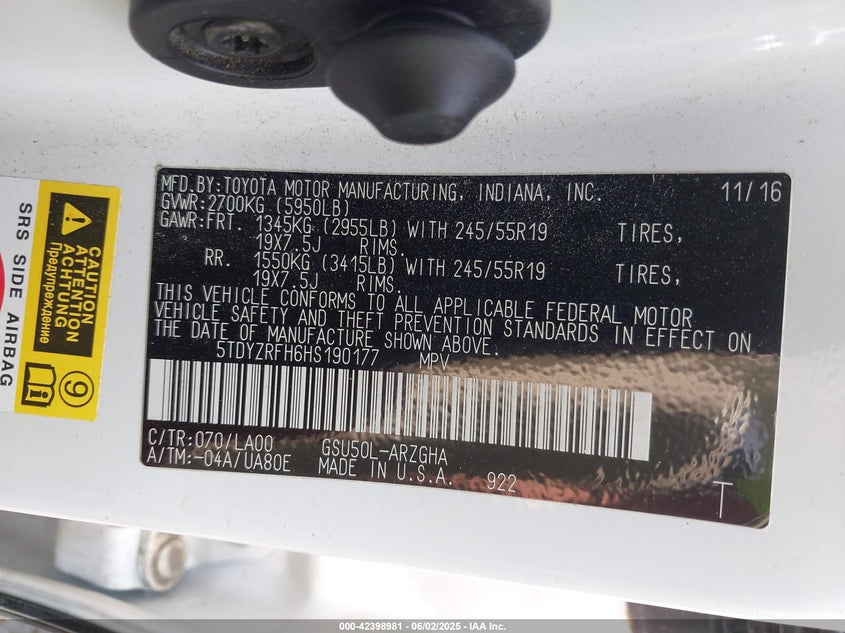 MFD.BY:TOYOTA MOTOR MANUFACTURING, INDIANA, INC. 11/16
GVWR:2700KG (5950LB)
GAWR:FRT. 1345KG (2955LB) WITH 245/55R19 TIRES,
19X7.5J RIMS.
RR. 1550KG (3415LB) WITH 245/55R19 TIRES,
19X7.5J RIMS.
THIS VEHICLE CONFORMS TO ALL APPLICABLE FEDERAL MOTOR
VEHICLE SAFETY AND THEFT PREVENTION STANDARDS IN EFFECT ON
THE DATE OF MANUFACTURE SHOWN ABOVE.
5TDYZRFH6HS190177 MPV
C/TR:070/LA00 GSU50L-ARZGHA
A/TM:-04A/UA80E MADE IN U.S.A. 922
T
SRS SIDE AIRBAG
CAUTION
ATTENTION
ACHTUNG
Предупреждение
9
000-42398981 / 06/02/2025 - IAA Inc.